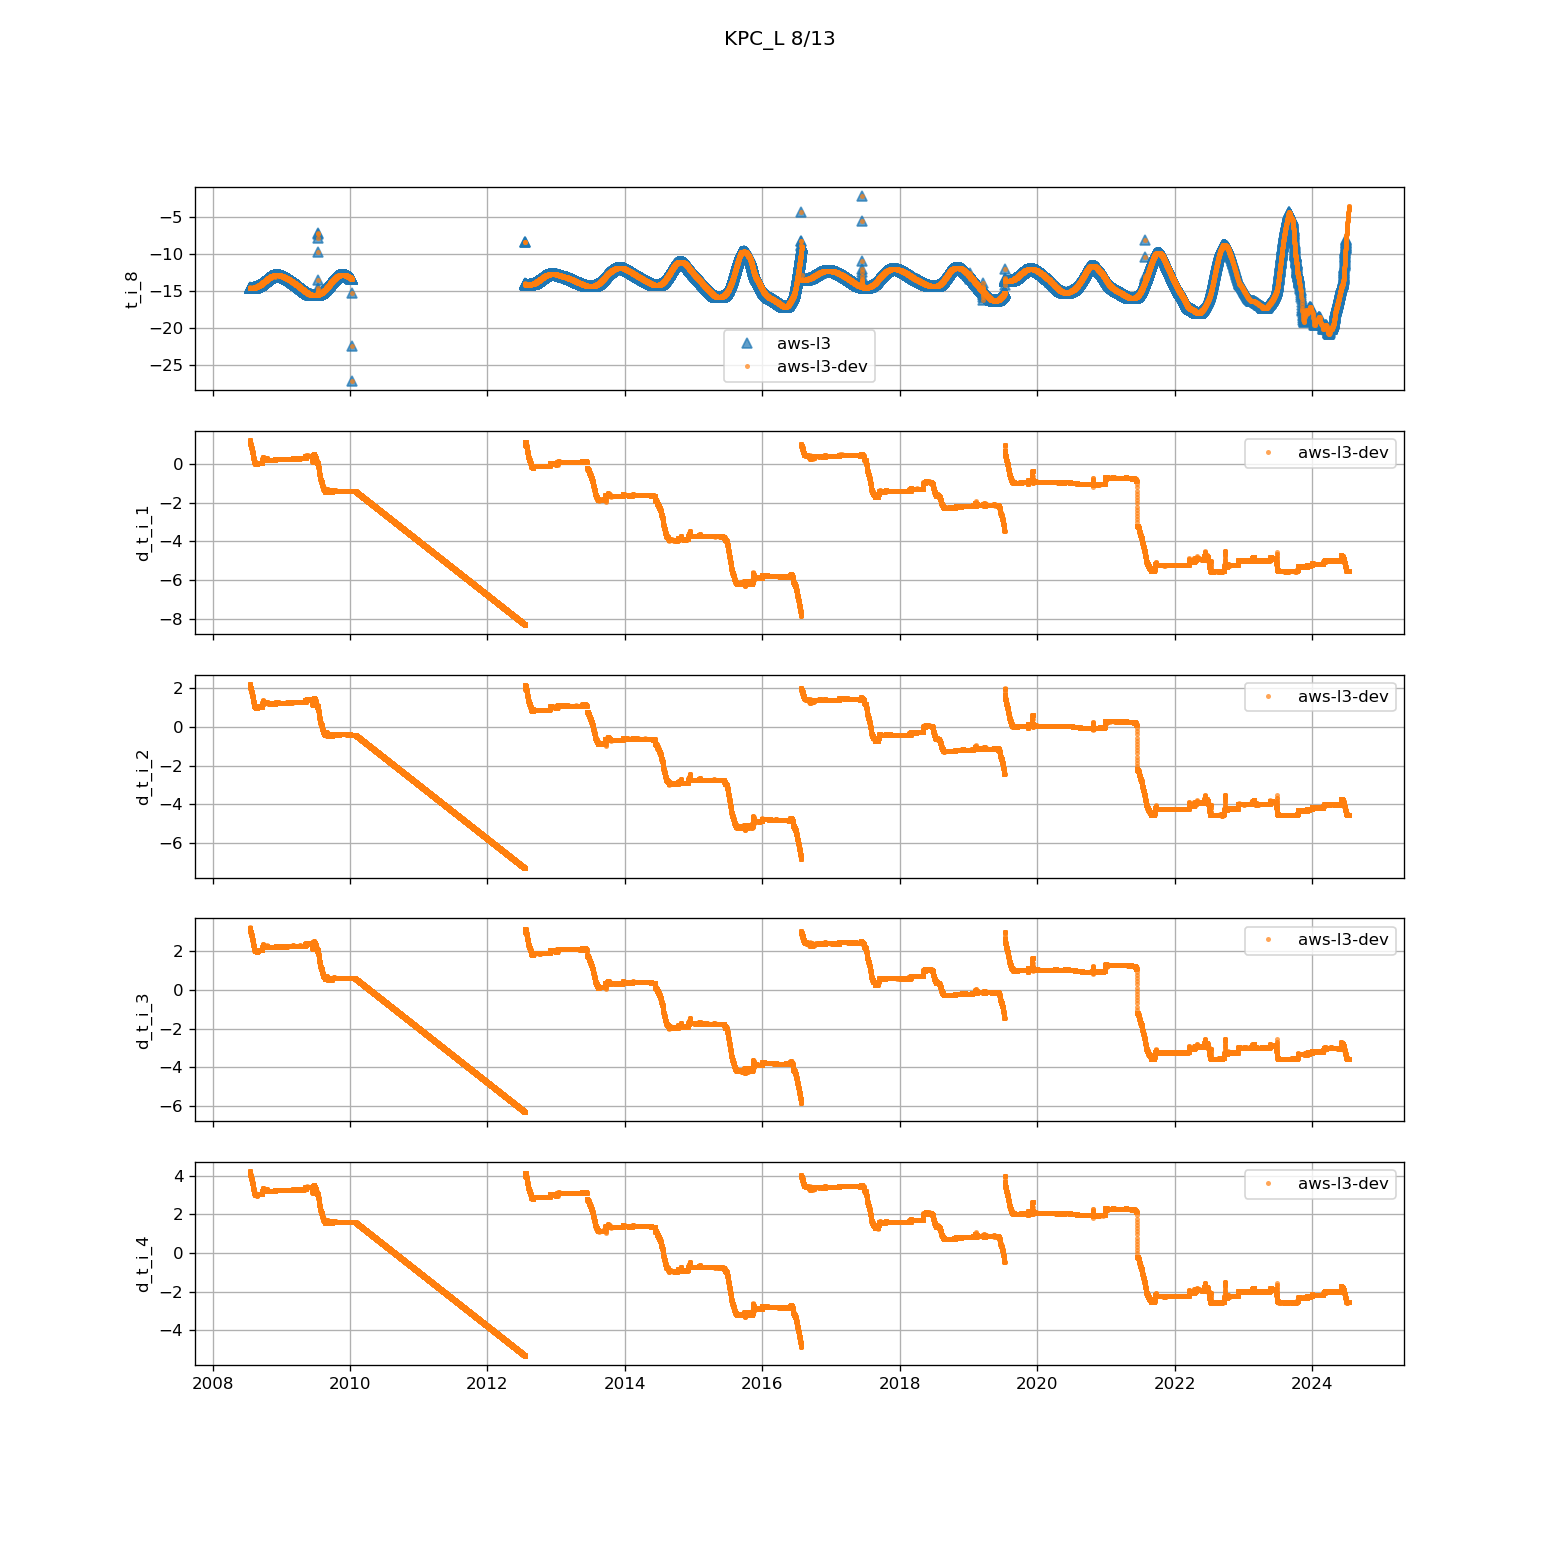 KPC_L 8/13
t_i_8
−5
−10
−15
−20
−25
aws-l3
aws-l3-dev
d_t_i_1
0
−2
−4
−6
−8
aws-l3-dev
d_t_i_2
2
0
−2
−4
−6
aws-l3-dev
d_t_i_3
2
0
−2
−4
−6
aws-l3-dev
d_t_i_4
4
2
0
−2
−4
aws-l3-dev
2008 2010 2012 2014 2016 2018 2020 2022 2024